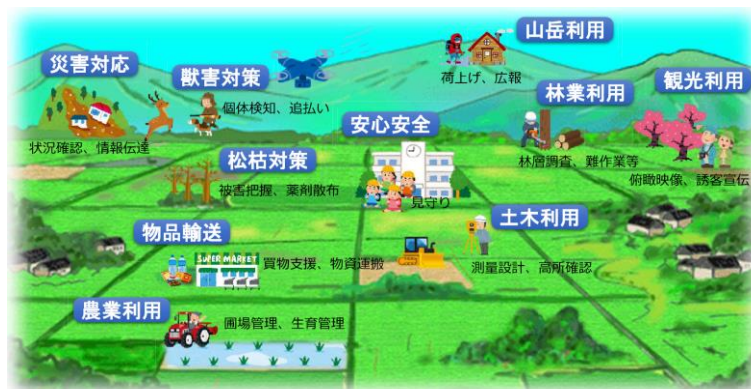 山岳利用
荷上げ、広報
災害対応
状況確認、情報伝達
獣害対策
個体検知、追払い
林業利用
林層調査、難作業等
観光利用
俯瞰映像、誘客宣伝
安心安全
見守り
松枯対策
被害把握、薬剤散布
土木利用
測量設計、高所確認
物品輸送
SUPER MARKET
買物支援、物資運搬
農業利用
圃場管理、生育管理